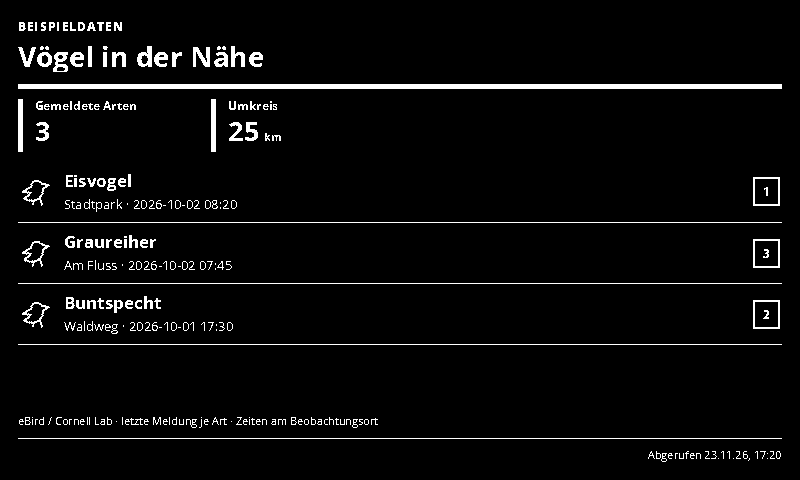 BEISPIELDATEN
Vögel in der Nähe
Gemeldete Arten
3
Umkreis
25 km
Eisvogel
Stadtpark · 2026-10-02 08:20
1
Graureiher
Am Fluss · 2026-10-02 07:45
3
Buntspecht
Waldweg · 2026-10-01 17:30
2
eBird / Cornell Lab · letzte Meldung je Art · Zeiten am Beobachtungsort
Abgerufen 23.11.26, 17:20